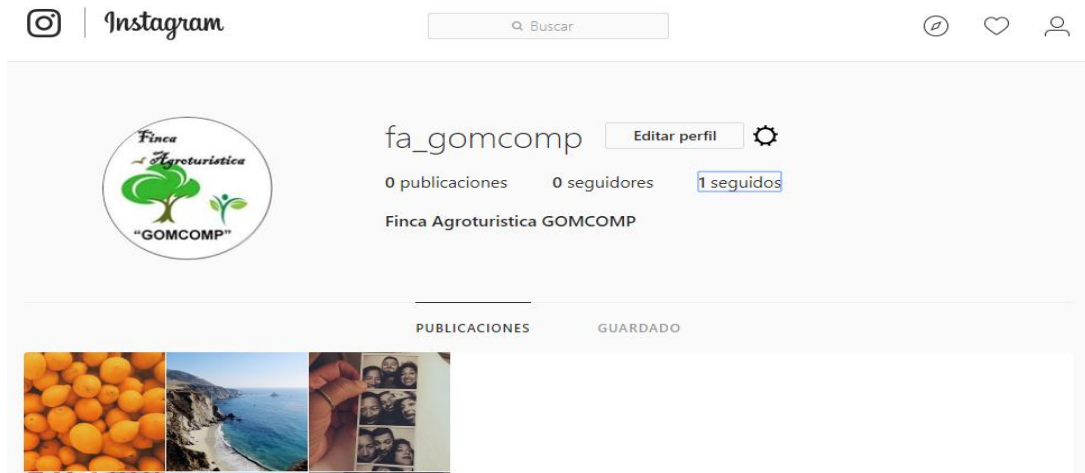 Instagram
Buscar
fa_gomcomp Editar perfil
0 publicaciones 0 seguidores 1 seguidos
Finca Agroturistica GOMCOMP
Finca
Agroturistica
"GOMCOMP"
PUBLICACIONES GUARDADO